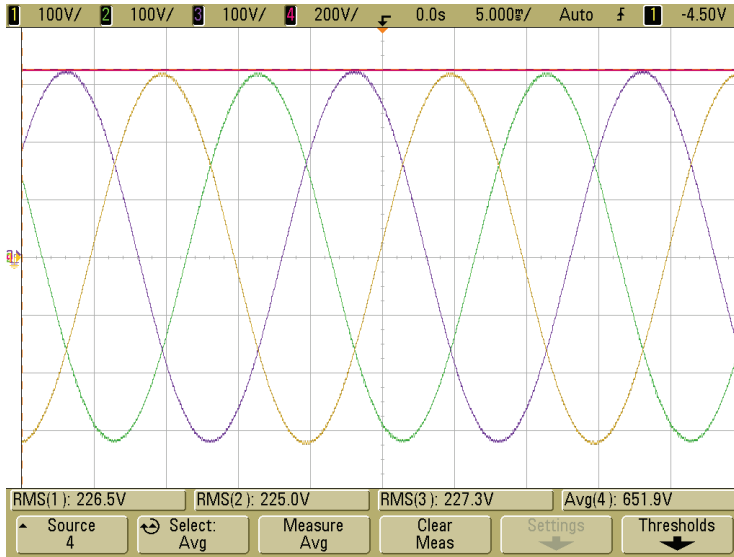 1 100V/ 2 100V/ 3 100V/ 4 200V/ 0.0s 5.000ms/ Auto 1 -4.50V
RMS(1): 226.5V RMS(2): 225.0V RMS(3): 227.3V Avg(4): 651.9V
Source Select: Measure Clear Settings Thresholds
4 Avg Avg Meas